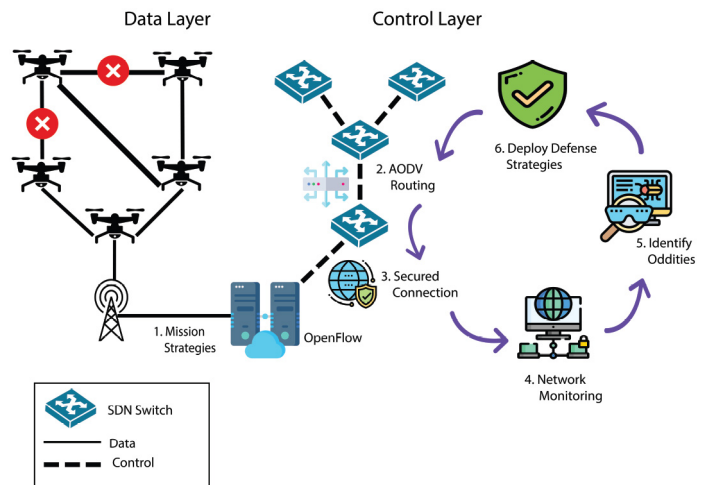 Data Layer
Control Layer
6. Deploy Defense
Strategies
2. AODV
Routing
5. Identify
Oddities
3. Secured
Connection
1. Mission
Strategies
OpenFlow
4. Network
Monitoring
SDN Switch
Data
Control